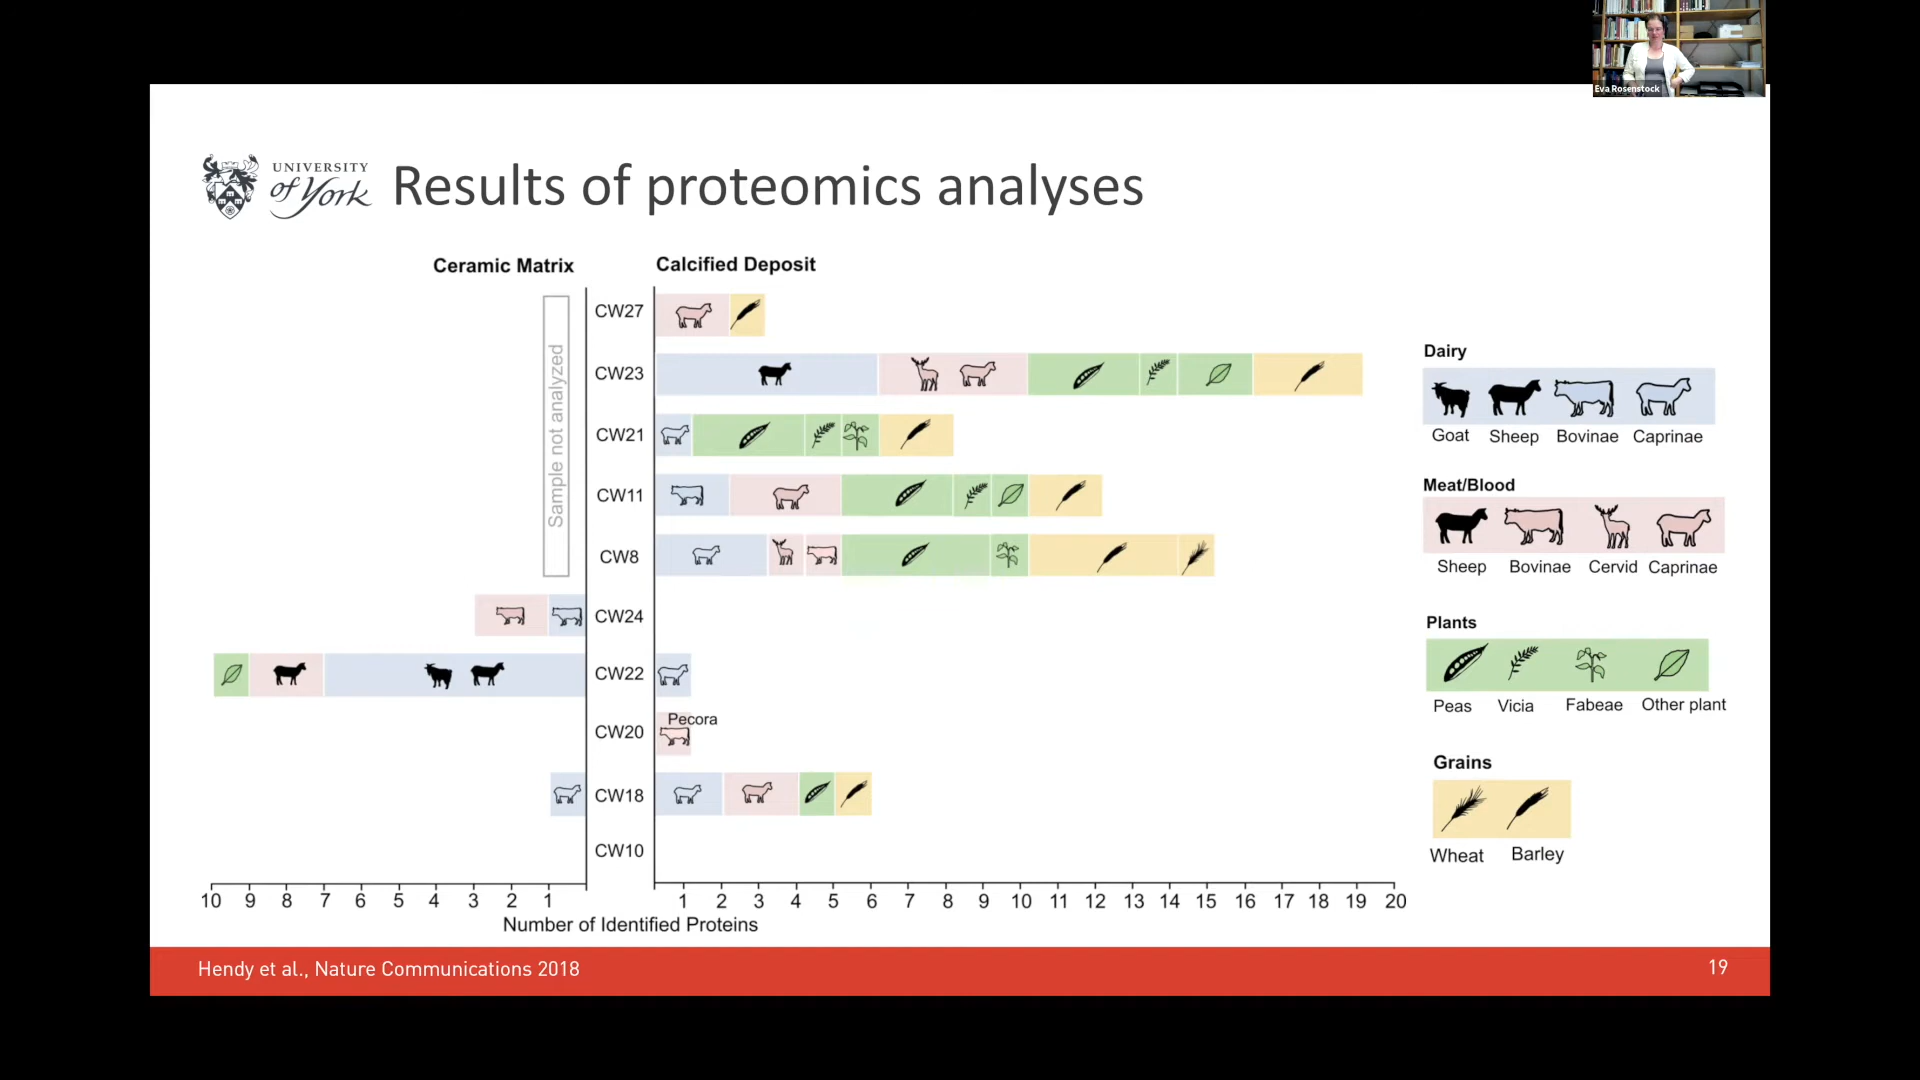 Eva Rosenstock
UNIVERSITY
of York
Results of proteomics analyses
Ceramic Matrix
Calcified Deposit
Sample not analyzed
CW27
CW23
CW21
CW11
CW8
CW24
CW22
Pecora
CW20
CW18
CW10
10 9 8 7 6 5 4 3 2 1
1 2 3 4 5 6 7 8 9 10 11 12 13 14 15 16 17 18 19 20
Number of Identified Proteins
Dairy
Goat Sheep Bovinae Caprinae
Meat/Blood
Sheep Bovinae Cervid Caprinae
Plants
Peas Vicia Fabeae Other plant
Grains
Wheat Barley
Hendy et al., Nature Communications 2018
19